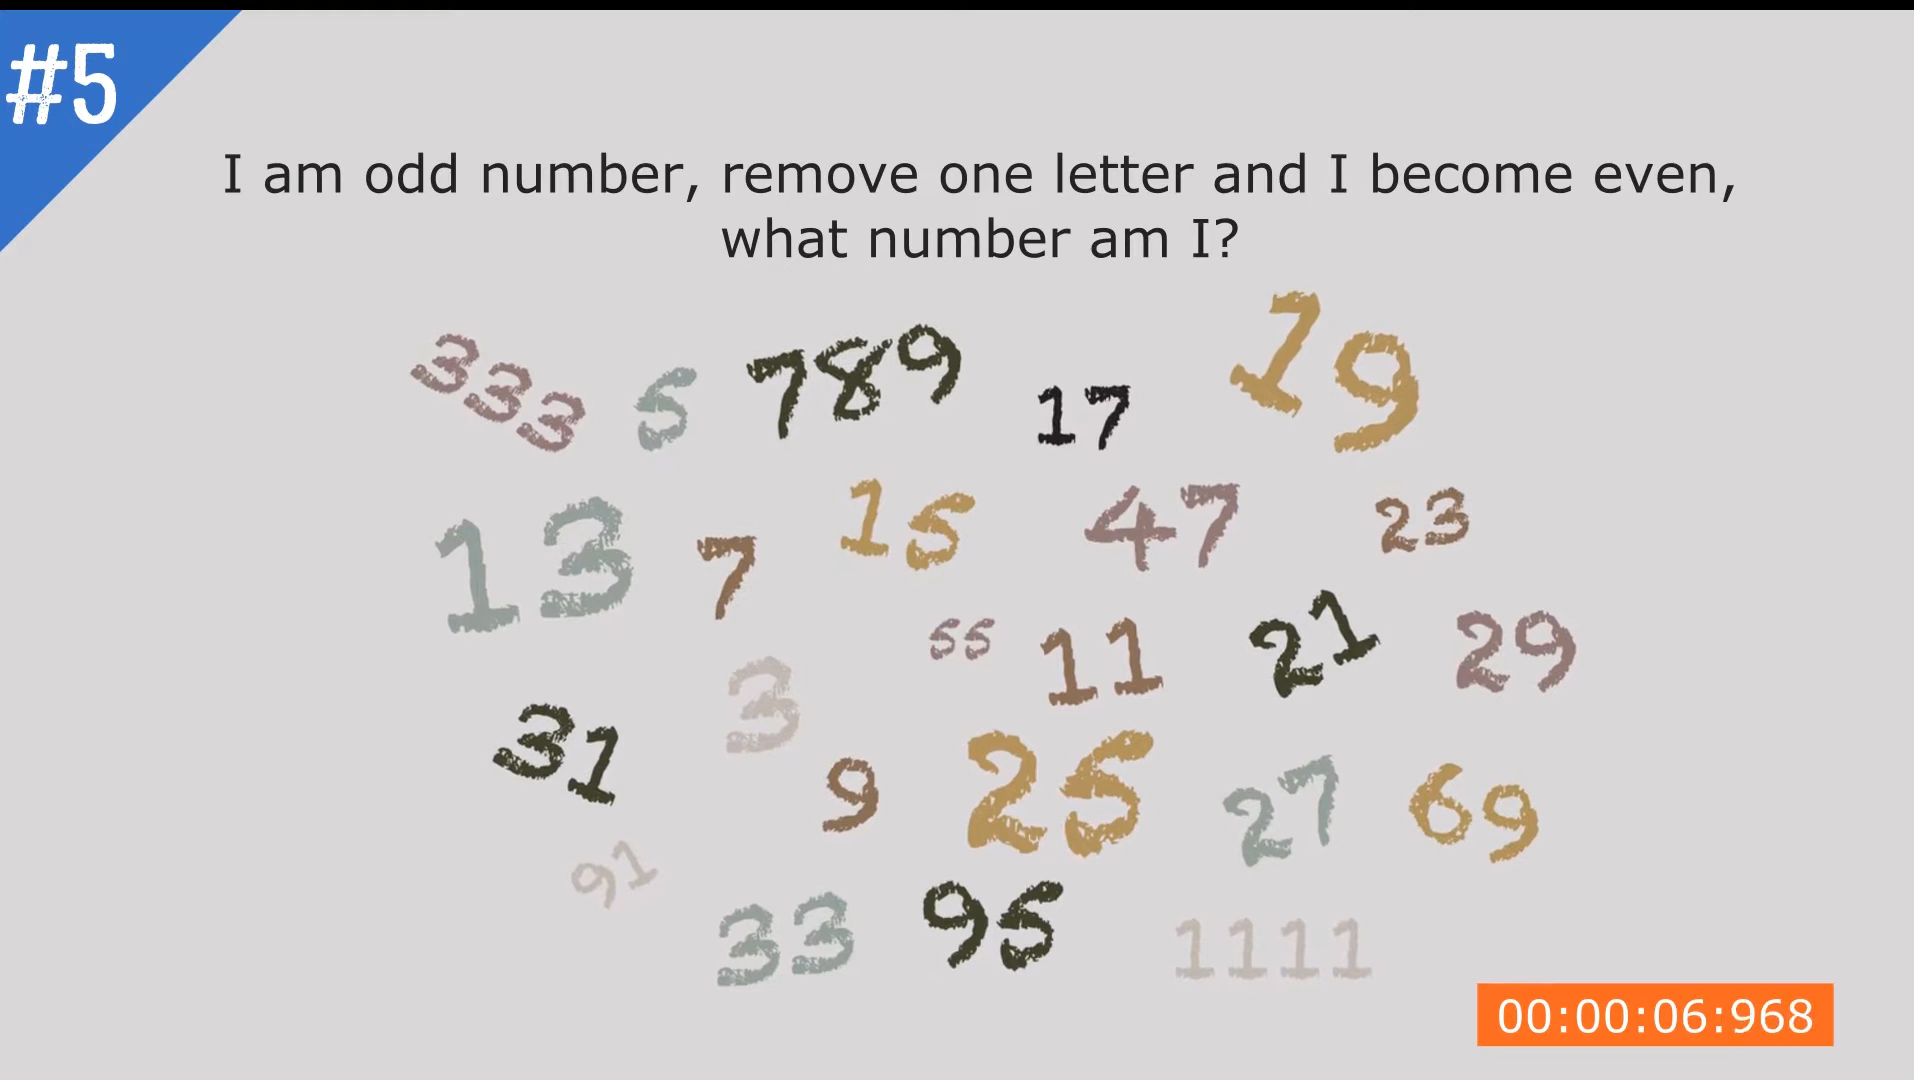 #5
I am odd number, remove one letter and I become even,
what number am I?
333 5 789 17 19
13 7 15 47 23
55 11 21 29
31 3 9 25 27 69
91 33 95 1111
00:00:06:968